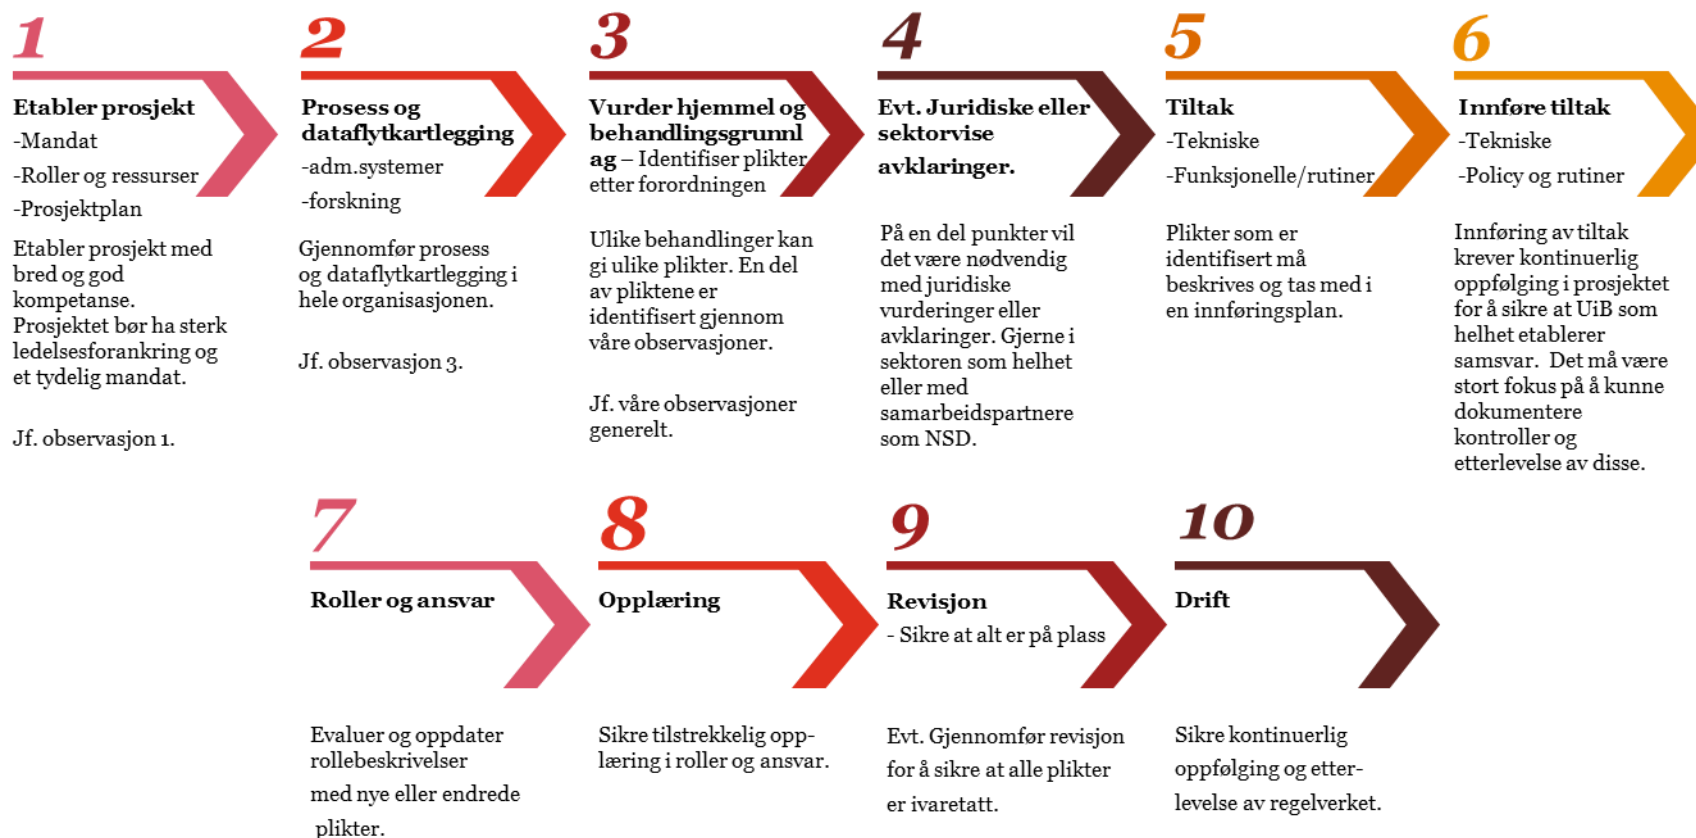 1
Etabler prosjekt
-Mandat
-Roller og ressurser
-Prosjektplan
Etabler prosjekt med
bred og god
kompetanse.
Prosjektet bør ha sterk
ledelsesforankring og
et tydelig mandat.
Jf. observasjon 1.
2
Prosess og
dataflytkartlegging
-adm.systemer
-forskning
Gjennomfør prosess
og dataflytkartlegging i
hele organisasjonen.
Jf. observasjon 3.
3
Vurder hjemmel og
behandlingsgrunnl
ag – Identifiser plikter
etter forordningen
Ulike behandlinger kan
gi ulike plikter. En del
av pliktene er
identifisert gjennom
våre observasjoner.
Jf. våre observasjoner
generelt.
4
Evt. Juridiske eller
sektorvise
avklaringer.
På en del punkter vil
det være nødvendig
med juridiske
vurderinger eller
avklaringer. Gjerne i
sektoren som helhet
eller med
samarbeidspartnere
som NSD.
5
Tiltak
-Tekniske
-Funksjonelle/rutiner
Plikter som er
identifisert må
beskrives og tas med i
en innføringsplan.
6
Innføre tiltak
-Tekniske
-Policy og rutiner
Innføring av tiltak
krever kontinuerlig
oppfølging i prosjektet
for å sikre at UiB som
helhet etablerer
samsvar. Det må være
stort fokus på å kunne
dokumentere
kontroller og
etterlevelse av disse.
7
Roller og ansvar
Evaluer og oppdater
rollebeskrivelser
med nye eller endrede
plikter.
8
Opplæring
Sikre tilstrekkelig opp-
læring i roller og ansvar.
9
Revisjon
- Sikre at alt er på plass
Evt. Gjennomfør revisjon
for å sikre at alle plikter
er ivaretatt.
10
Drift
Sikre kontinuerlig
oppfølging og etter-
levelse av regelverket.